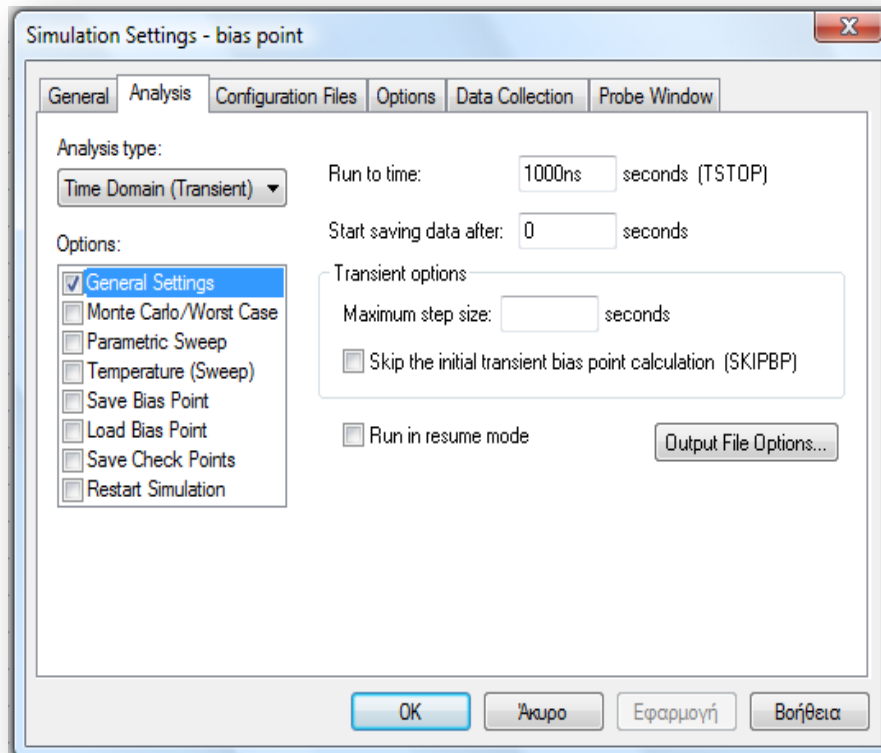 Simulation Settings - bias point
General Analysis Configuration Files Options Data Collection Probe Window
Analysis type:
Time Domain (Transient)
Options:
General Settings
Monte Carlo/Worst Case
Parametric Sweep
Temperature (Sweep)
Save Bias Point
Load Bias Point
Save Check Points
Restart Simulation
Run to time: 1000ns seconds (TSTOP)
Start saving data after: 0 seconds
Transient options
Maximum step size: seconds
Skip the initial transient bias point calculation (SKIPBP)
Run in resume mode
Output File Options...
OK Άκυρο Εφαρμογή Βοήθεια